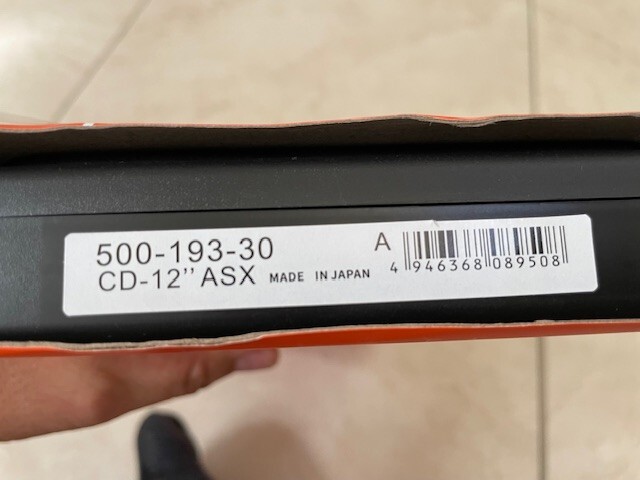 500-193-30
CD-12" ASX MADE IN JAPAN
A
4 946368 089508